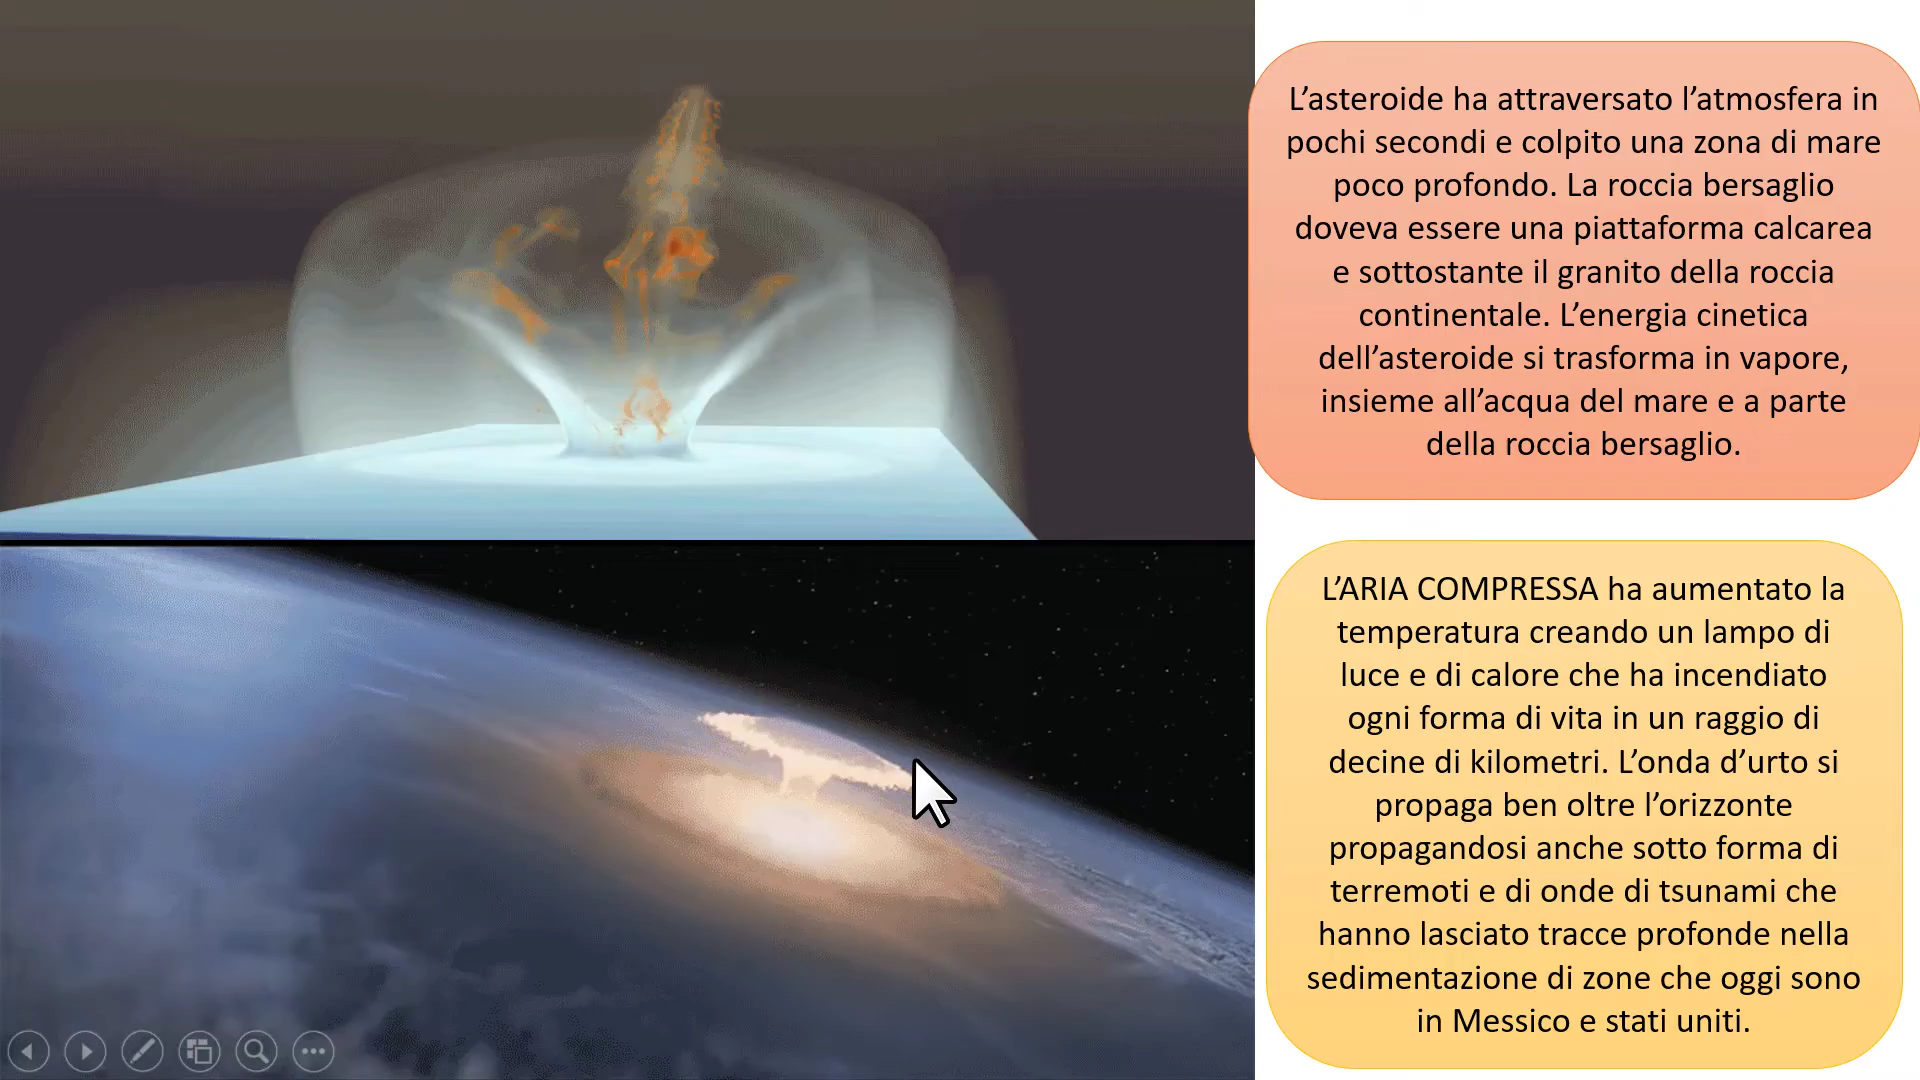 L’asteroide ha attraversato l’atmosfera in
pochi secondi e colpito una zona di mare
poco profondo. La roccia bersaglio
doveva essere una piattaforma calcarea
e sottostante il granito della roccia
continentale. L’energia cinetica
dell’asteroide si trasforma in vapore,
insieme all’acqua del mare e a parte
della roccia bersaglio.
L’ARIA COMPRESSA ha aumentato la
temperatura creando un lampo di
luce e di calore che ha incendiato
ogni forma di vita in un raggio di
decine di kilometri. L’onda d’urto si
propaga ben oltre l’orizzonte
propagandosi anche sotto forma di
terremoti e di onde di tsunami che
hanno lasciato tracce profonde nella
sedimentazione di zone che oggi sono
in Messico e stati uniti.